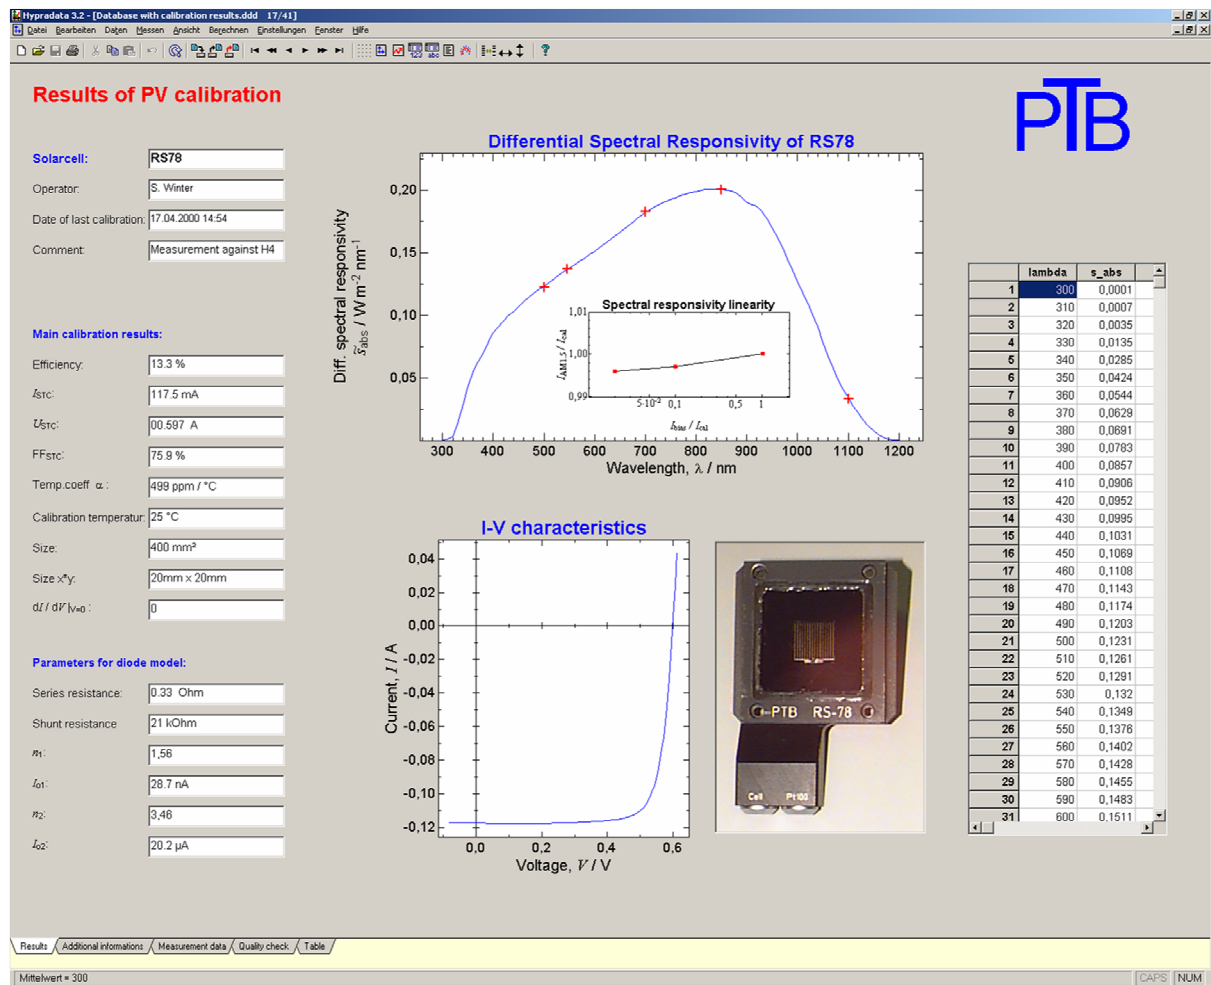 Hypradata 3.2 - [Database with calibration results.ddd 17/41]
Datei Bearbeiten Daten Messen Ansicht Berechnen Einstellungen Fenster Hilfe
Results of PV calibration
PTB
Solarcell: RS78
Operator: S. Winter
Date of last calibration: 17.04.2000 14:54
Comment: Measurement against H4
Main calibration results:
Efficiency: 13.3 %
ISTC: 117.5 mA
USTC: 00.597 A
FFSTC: 75.9 %
Temp.coeff α : 499 ppm / °C
Calibration temperatur: 25 °C
Size: 400 mm²
Size x*y: 20mm x 20mm
dI / dV |V=0 : 0
Parameters for diode model:
Series resistance: 0.33 Ohm
Shunt resistance 21 kOhm
n1: 1,56
Io1: 28.7 nA
n2: 3,46
Io2: 20.2 µA
Differential Spectral Responsivity of RS78
Diff. spectral responsivity
s̃abs / W m-2 nm-1
0,20
0,15
0,10
0,05
300 400 500 600 700 800 900 1000 1100 1200
Wavelength, λ / nm
Spectral responsivity linearity
IAM1.5 / Ical
1,01
1,00
0,99
5·10-2 0,1 0,5 1
Ibias / Ical
I-V characteristics
Current, I / A
0,04
0,02
0,00
-0,02
-0,04
-0,06
-0,08
-0,10
-0,12
0,0 0,2 0,4 0,6
Voltage, V / V
PTB RS-78
Cell Pt100
lambda s_abs
1 300 0,0001
2 310 0,0007
3 320 0,0035
4 330 0,0135
5 340 0,0285
6 350 0,0424
7 360 0,0544
8 370 0,0629
9 380 0,0691
10 390 0,0783
11 400 0,0857
12 410 0,0906
13 420 0,0952
14 430 0,0995
15 440 0,1031
16 450 0,1069
17 460 0,1108
18 470 0,1143
19 480 0,1174
20 490 0,1203
21 500 0,1231
22 510 0,1261
23 520 0,1291
24 530 0,132
25 540 0,1349
26 550 0,1376
27 560 0,1402
28 570 0,1428
29 580 0,1455
30 590 0,1483
31 600 0,1511
Results Additional informations Measurement data Quality check Table
Mittelwert = 300
CAPS NUM